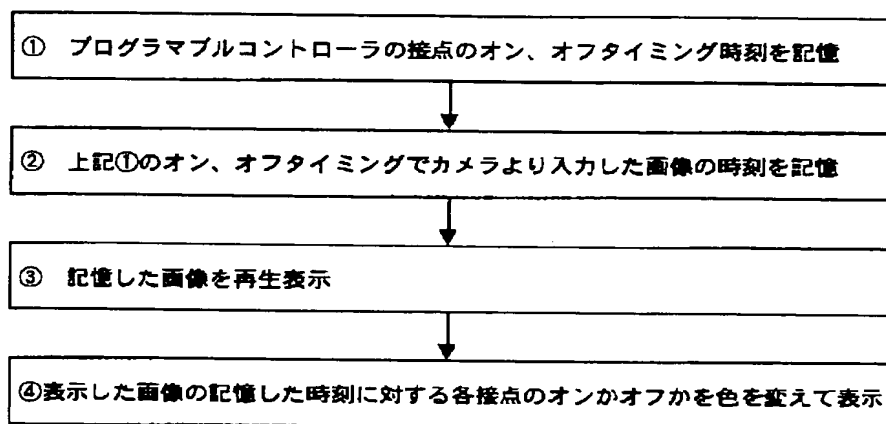 ① プログラマブルコントローラの接点のオン、オフタイミング時刻を記憶
② 上記①のオン、オフタイミングでカメラより入力した画像の時刻を記憶
③ 記憶した画像を再生表示
④表示した画像の記憶した時刻に対する各接点のオンかオフかを色を変えて表示